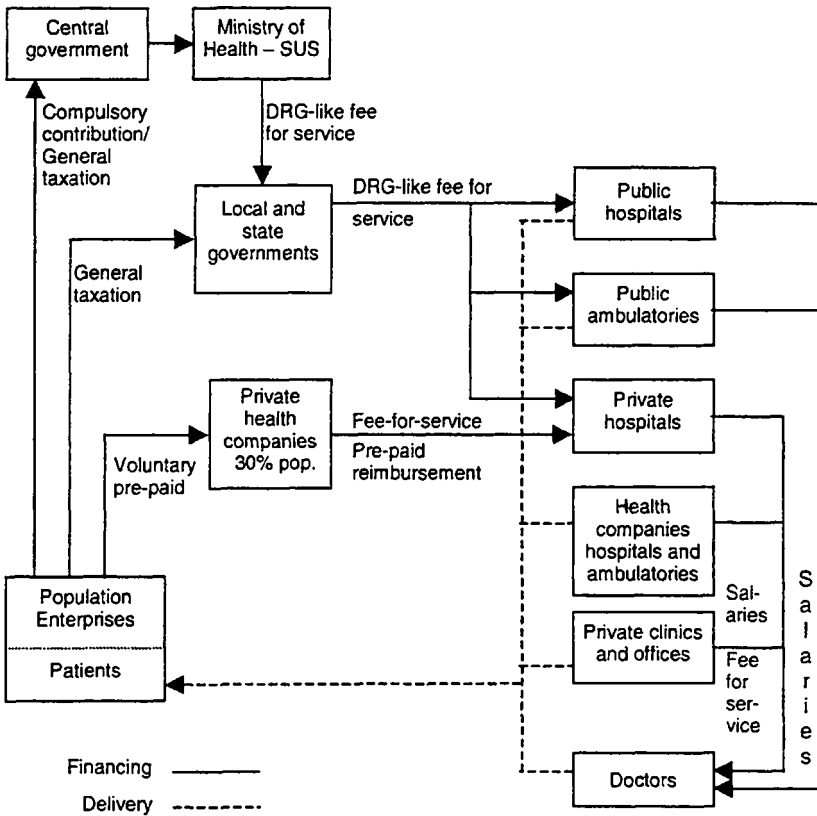 Central
government
Ministry of
Health – SUS
Compulsory
contribution/
General
taxation
DRG-like fee
for service
Local and
state
governments
DRG-like fee for
service
Public
hospitals
General
taxation
Public
ambulatories
Private
health
companies
30% pop.
Fee-for-service
Pre-paid
reimbursement
Private
hospitals
Voluntary
pre-paid
Health
companies
hospitals and
ambulatories
Population
Enterprises
Patients
Private clinics
and offices
Sal-
aries
Fee
for
ser-
vice
S
a
l
a
r
i
e
s
Doctors
Financing
Delivery